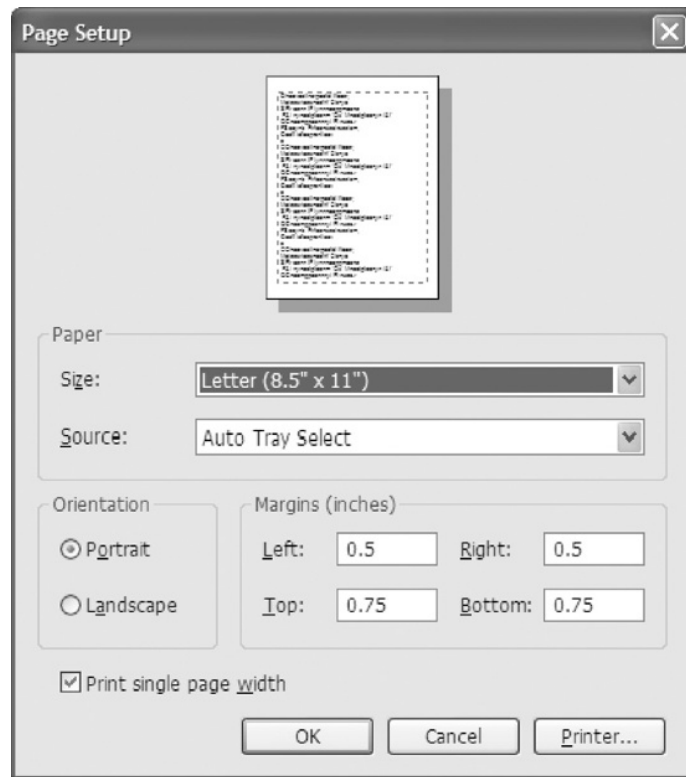 Page Setup
Paper
Size: Letter (8.5" x 11")
Source: Auto Tray Select
Orientation
Portrait
Landscape
Margins (inches)
Left: 0.5 Right: 0.5
Top: 0.75 Bottom: 0.75
Print single page width
OK Cancel Printer...